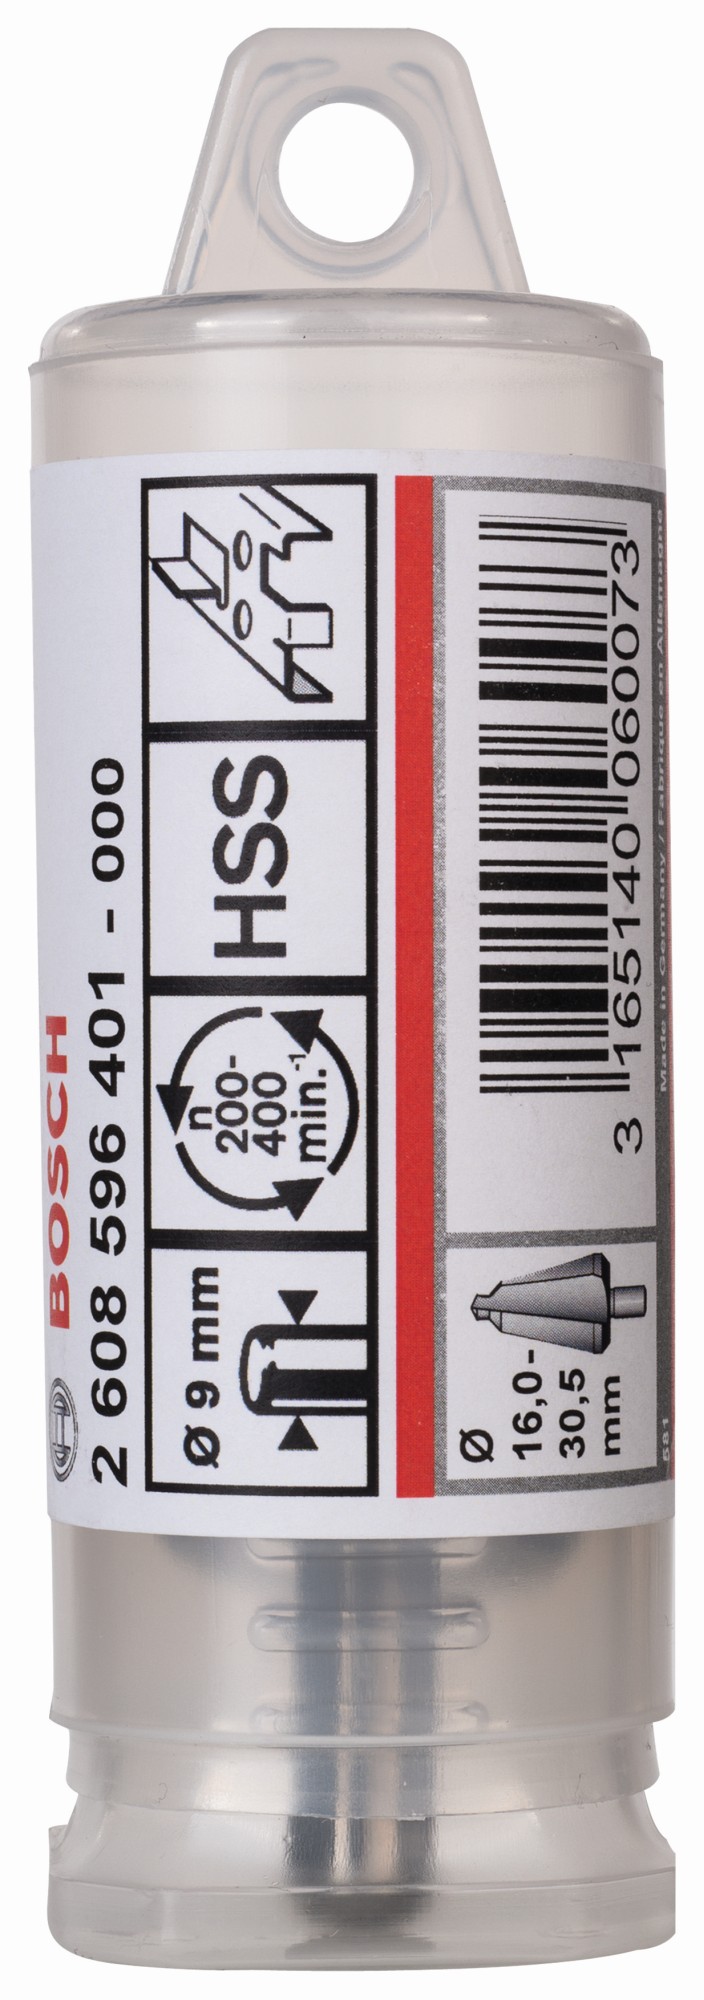 BOSCH
2 608 596 401 - 000
Ø 9 mm
n
200-
400
min.-1
HSS
Ø
16,0-
30,5
mm
3 165140 060073
Made in Germany / Fabriqué en Allemagne
581